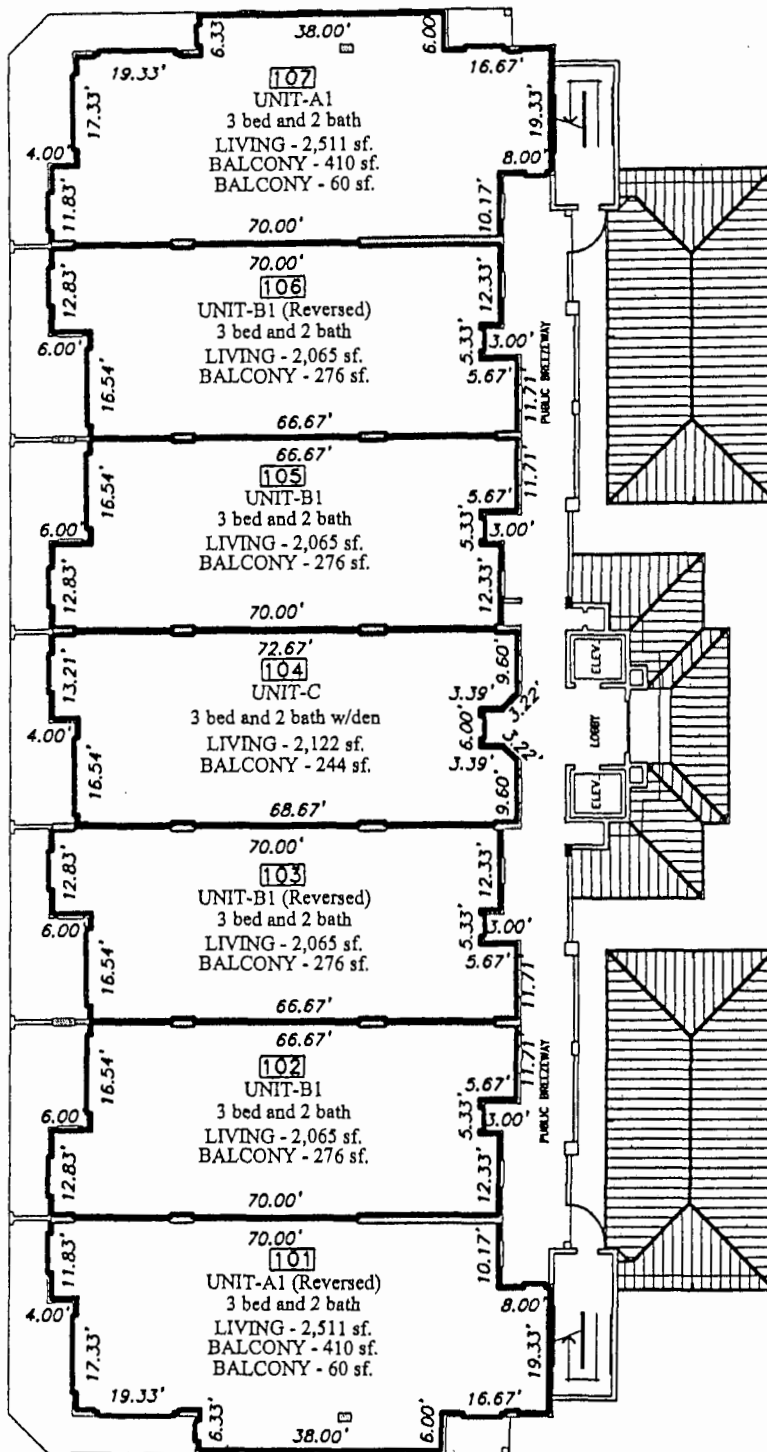 38.00'
6.33'
6.00'
19.33'
16.67'
107
UNIT-A1
3 bed and 2 bath
LIVING - 2,511 sf.
BALCONY - 410 sf.
BALCONY - 60 sf.
17.33'
19.33'
4.00'
8.00'
11.83'
10.17'
70.00'
70.00'
106
UNIT-B1 (Reversed)
3 bed and 2 bath
LIVING - 2,065 sf.
BALCONY - 276 sf.
12.83'
12.33'
6.00'
5.33'
3.00'
5.67'
16.54'
11.71'
PUBLIC BREEZEWAY
66.67'
66.67'
105
UNIT-B1
3 bed and 2 bath
LIVING - 2,065 sf.
BALCONY - 276 sf.
16.54'
11.71'
5.67'
6.00'
5.33'
3.00'
12.83'
12.33'
70.00'
72.67'
104
UNIT-C
3 bed and 2 bath w/den
LIVING - 2,122 sf.
BALCONY - 244 sf.
13.21'
9.60'
3.39'
3.22'
4.00'
6.00'
3.22'
3.39'
16.54'
9.60'
ELEV.
LOBBY
ELEV.
68.67'
70.00'
103
UNIT-B1 (Reversed)
3 bed and 2 bath
LIVING - 2,065 sf.
BALCONY - 276 sf.
12.83'
12.33'
6.00
5.33'
3.00'
5.67'
16.54'
11.71'
66.67'
66.67'
102
UNIT-B1
3 bed and 2 bath
LIVING - 2,065 sf.
BALCONY - 276 sf.
16.54'
11.71'
5.67'
6.00'
5.33'
3.00'
PUBLIC BREEZEWAY
12.83'
12.33'
70.00'
70.00'
101
UNIT-A1 (Reversed)
3 bed and 2 bath
LIVING - 2,511 sf.
BALCONY - 410 sf.
BALCONY - 60 sf.
11.83'
10.17'
4.00'
8.00'
17.33'
19.33'
19.33'
16.67'
6.33'
6.00'
38.00'